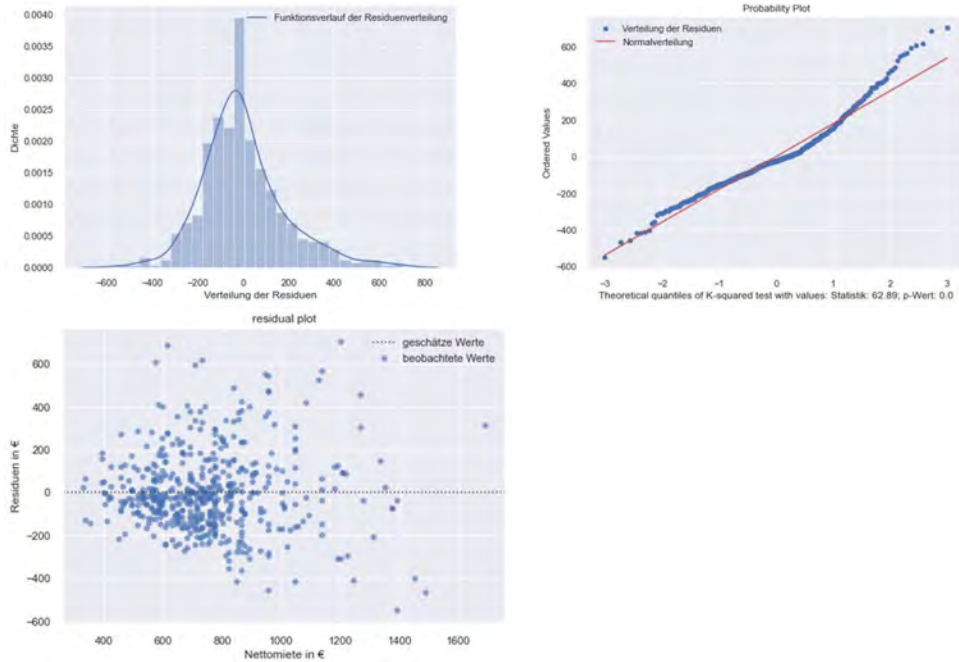 Funktionsverlauf der Residuenverteilung
0.0040
0.0035
0.0030
0.0025
0.0020
0.0015
0.0010
0.0005
0.0000
Dichte
−600 −400 −200 0 200 400 600 800
Verteilung der Residuen
Probability Plot
Verteilung der Residuen
Normalverteilung
600
400
200
0
−200
−400
−600
Ordered Values
−3 −2 −1 0 1 2 3
Theoretical quantiles of K-squared test with values: Statistik: 62.89; p-Wert: 0.0
residual plot
geschätze Werte
beobachtete Werte
600
400
200
0
−200
−400
−600
Residuen in €
400 600 800 1000 1200 1400 1600
Nettomiete in €